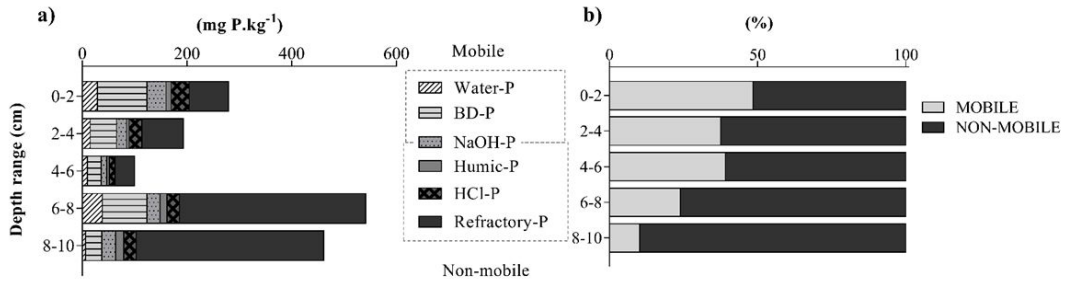 a)
(mg P.kg⁻¹)
0 200 400 600
Depth range (cm)
0-2
2-4
4-6
6-8
8-10
Mobile
Water-P
BD-P
NaOH-P
Humic-P
HCl-P
Refractory-P
Non-mobile
b)
(%)
0 50 100
0-2
2-4
4-6
6-8
8-10
MOBILE
NON-MOBILE